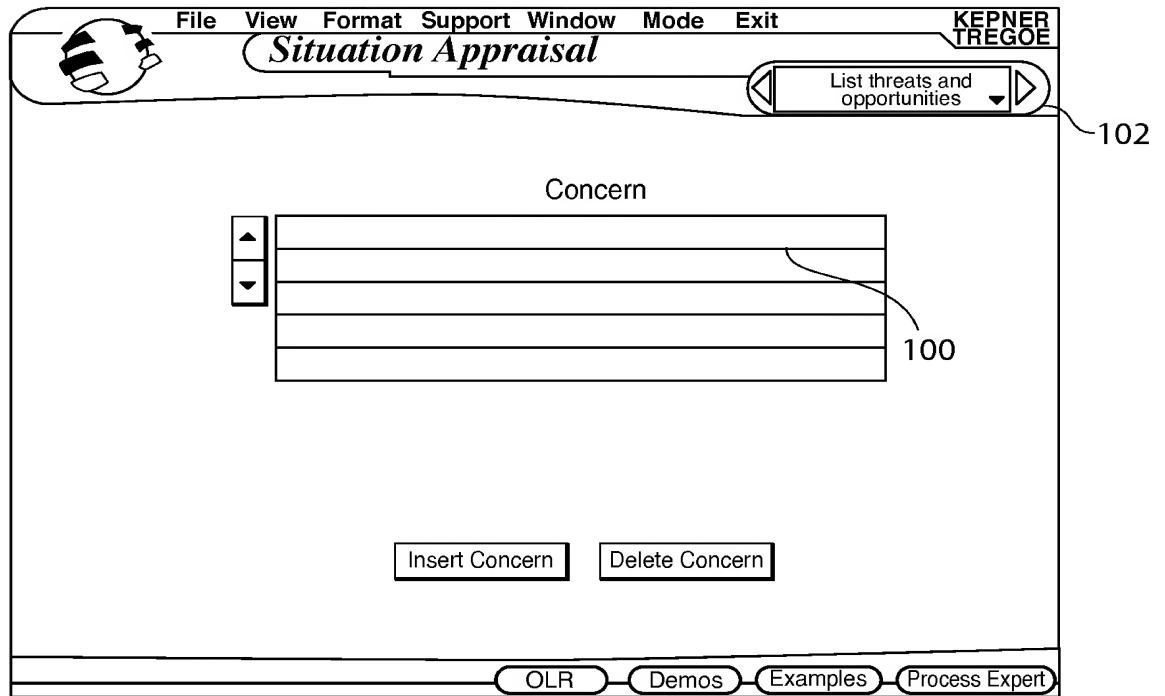 File View Format Support Window Mode Exit
KEPNER
TREGOE
Situation Appraisal
List threats and
opportunities
102
Concern
100
Insert Concern Delete Concern
OLR Demos Examples Process Expert